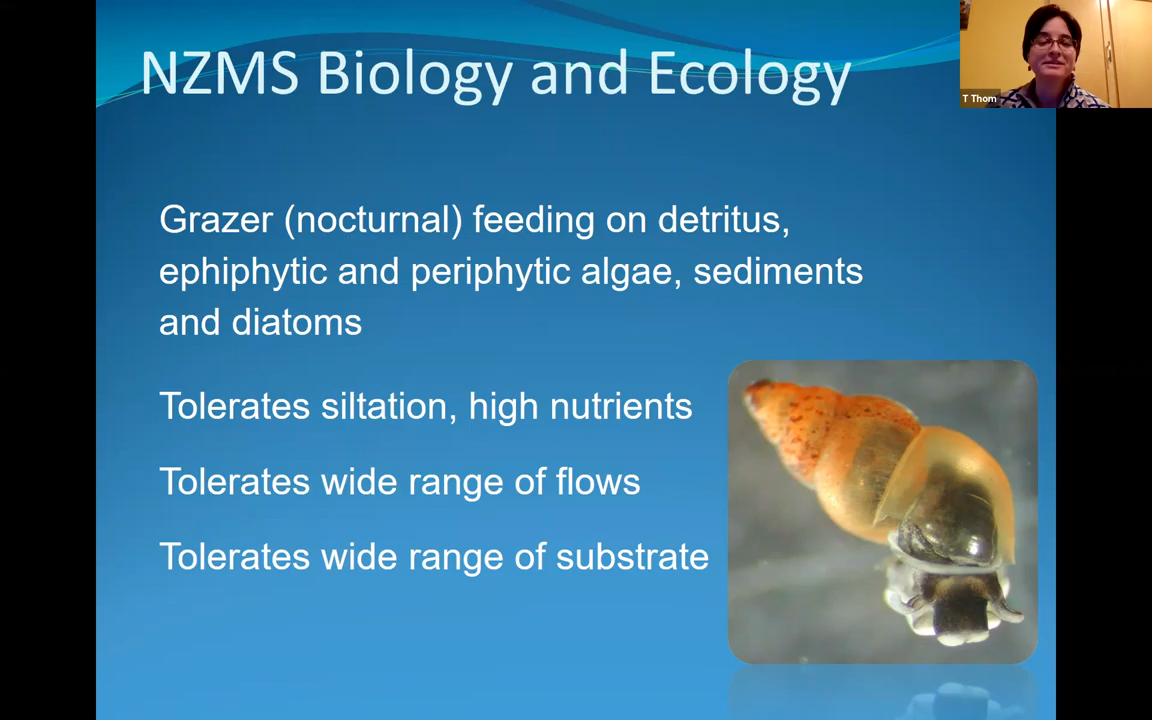 NZMS Biology and Ecology
T Thom
Grazer (nocturnal) feeding on detritus,
ephiphytic and periphytic algae, sediments
and diatoms
Tolerates siltation, high nutrients
Tolerates wide range of flows
Tolerates wide range of substrate